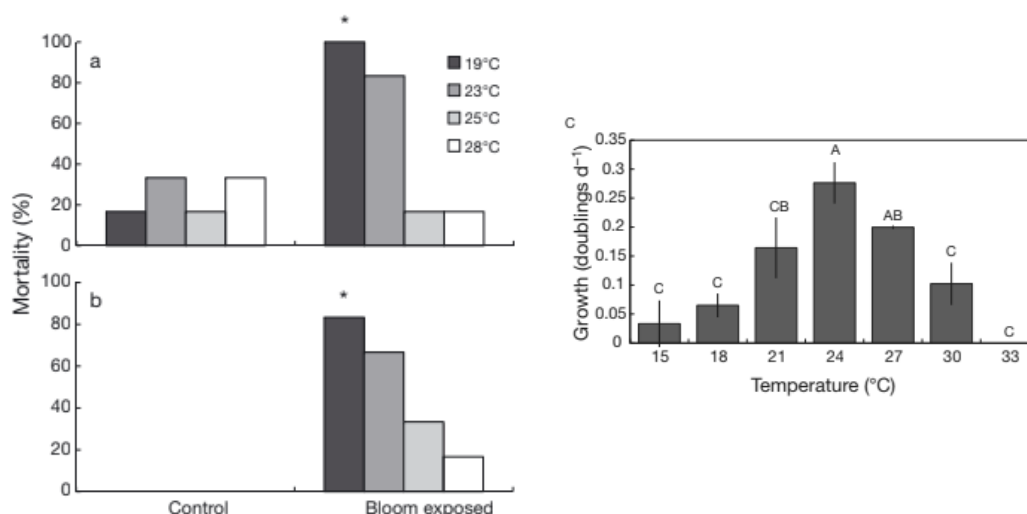 a
*
100
80
60
40
20
0
19°C
23°C
25°C
28°C
Mortality (%)
b
*
80
60
40
20
0
Control
Bloom exposed
C
0.35
0.3
0.25
0.2
0.15
0.1
0.05
0
Growth (doublings d⁻¹)
C
C
CB
A
AB
C
C
15
18
21
24
27
30
33
Temperature (°C)